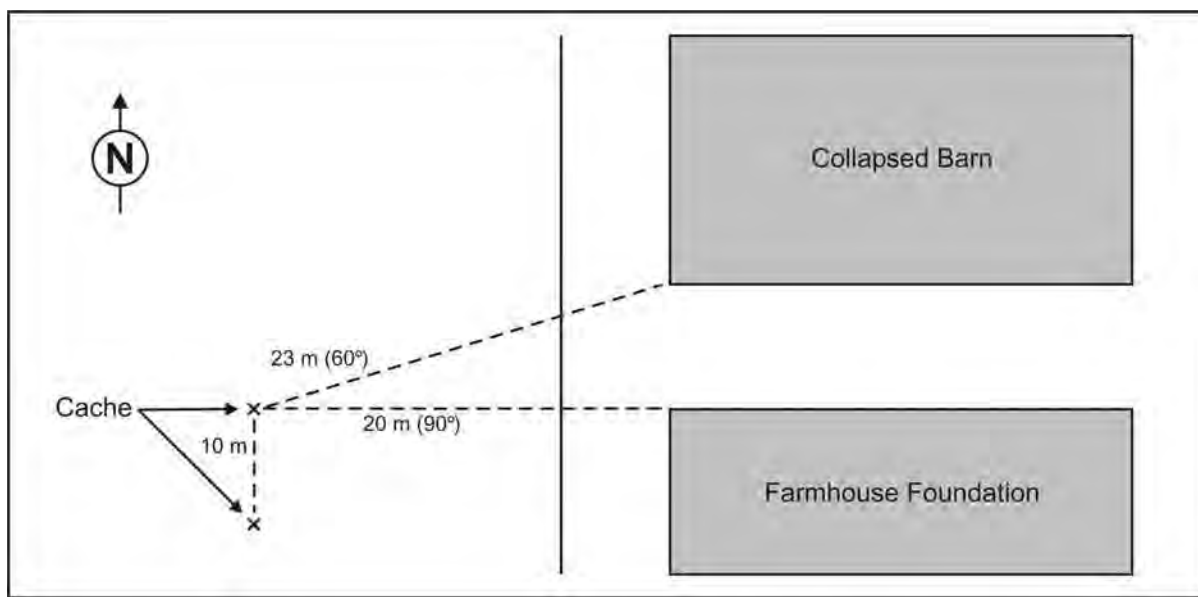 N
Collapsed Barn
23 m (60º)
Cache
20 m (90º)
10 m
Farmhouse Foundation